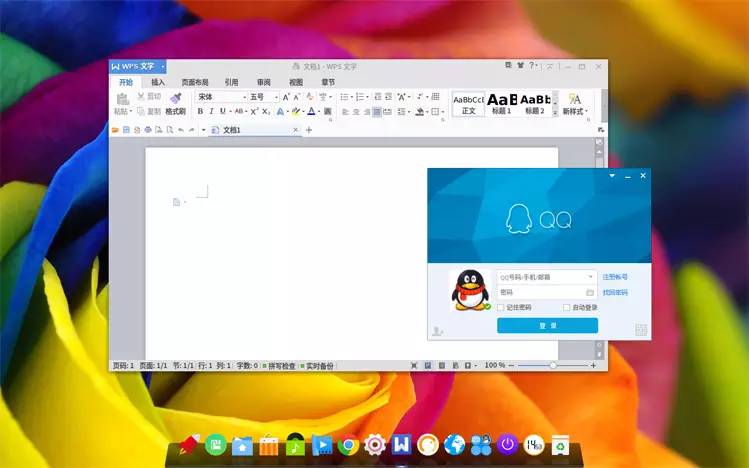 WPS 文字
文档1 - WPS 文字
开始 插入 页面布局 引用 审阅 视图 章节
剪切
粘贴 复制 格式刷
宋体 五号
B I U
AaBbCcD AaB AaBb
正文 标题 1 标题 2 新样式
文档1
QQ
QQ号码/手机/邮箱 注册帐号
密码 找回密码
记住密码 自动登录
登 录
页码: 1 页面: 1/1 节: 1/1 行: 1 列: 1 字数: 0 拼写检查 实时备份 100 %